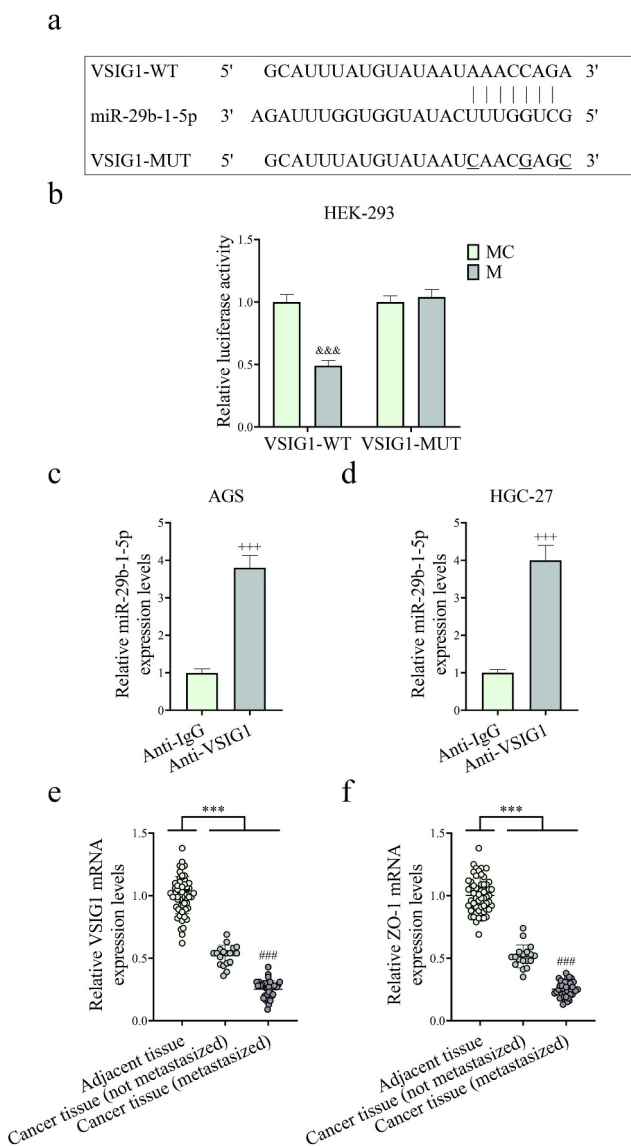 a
VSIG1-WT 5' GCAUUUAUGUAUAAUAAACCAGA 3'
miR-29b-1-5p 3' AGAUUUGGUGGUAUACUUUGGUCG 5'
VSIG1-MUT 5' GCAUUUAUGUAUAAUCAACGAGC 3'
b
HEK-293
Relative luciferase activity
1.5
1.0
0.5
0.0
&&&
MC
M
VSIG1-WT VSIG1-MUT
c
AGS
Relative miR-29b-1-5p
expression levels
5
4
3
2
1
0
+++
Anti-IgG
Anti-VSIG1
d
HGC-27
Relative miR-29b-1-5p
expression levels
5
4
3
2
1
0
+++
Anti-IgG
Anti-VSIG1
e
Relative VSIG1 mRNA
expression levels
1.5
1.0
0.5
0.0
***
###
Adjacent tissue
Cancer tissue (not metastasized)
Cancer tissue (metastasized)
f
Relative ZO-1 mRNA
expression levels
1.5
1.0
0.5
0.0
***
###
Adjacent tissue
Cancer tissue (not metastasized)
Cancer tissue (metastasized)